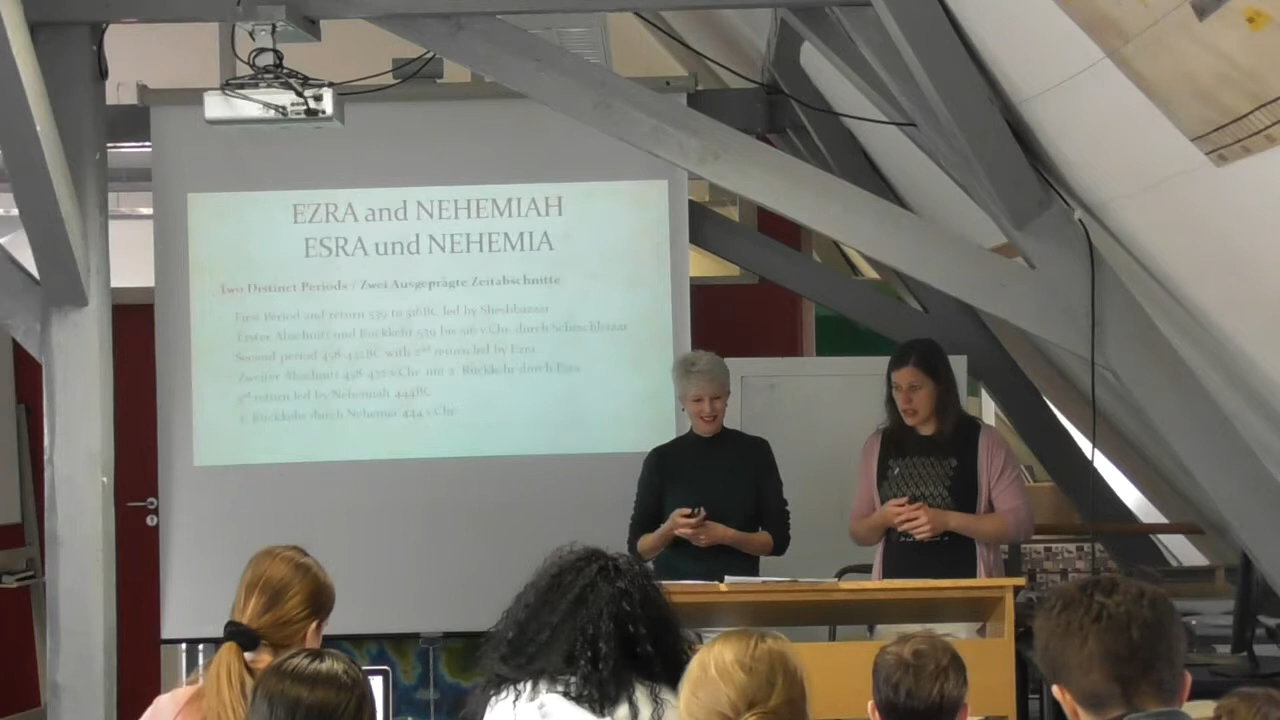 EZRA and NEHEMIAH
ESRA und NEHEMIA
Two Distinct Periods / Zwei Ausgeprägte Zeitabschnitte
First Period and return 539 to 516BC led by Sheshbazaar
Erster Abschnitt und Rückkehr 539 bis 516 v.Chr. durch Scheschbazar
Second period 458-432BC with 2nd return led by Ezra
Zweiter Abschnitt 458-432 v.Chr. mit 2. Rückkehr durch Esra
3rd return led by Nehemiah 444BC
3. Rückkehr durch Nehemia 444 v.Chr.